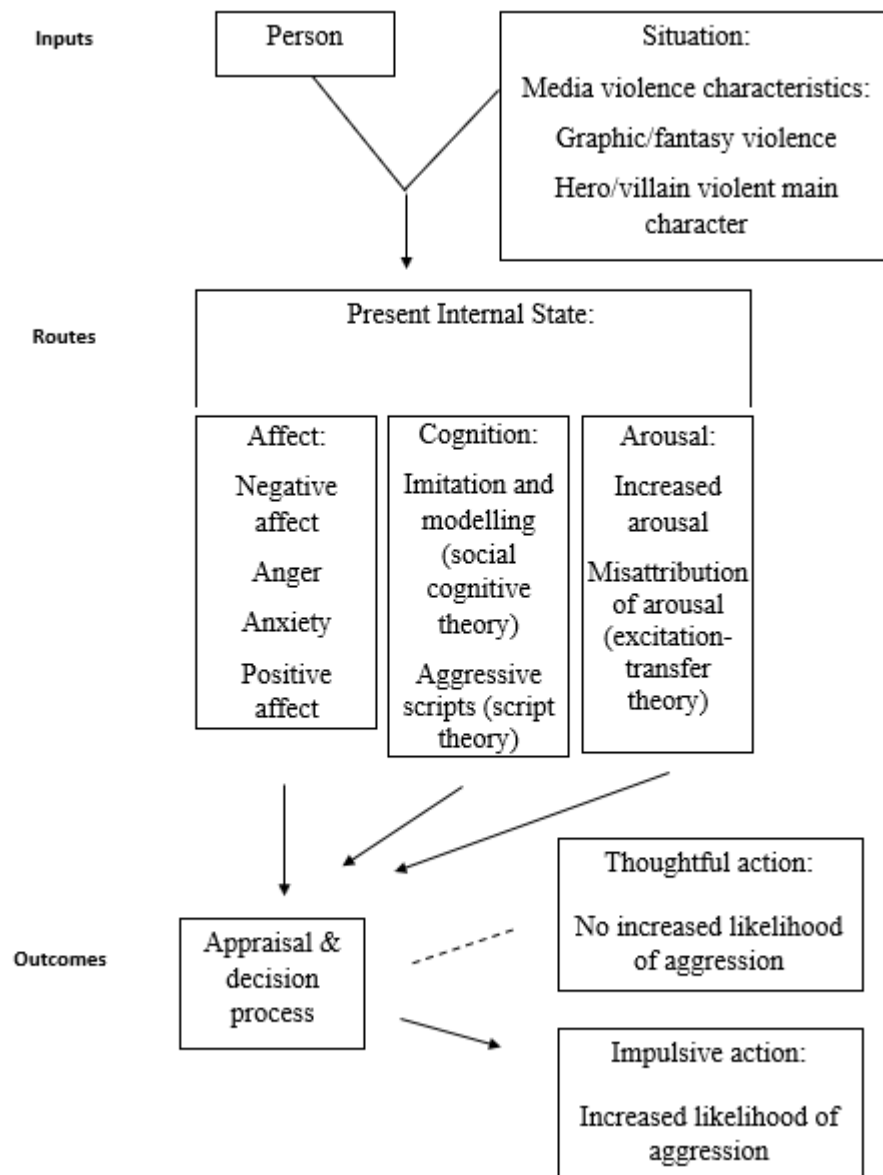 Inputs
Person
Situation:
Media violence characteristics:
Graphic/fantasy violence
Hero/villain violent main
character
Routes
Present Internal State:
Affect:
Negative
affect
Anger
Anxiety
Positive
affect
Cognition:
Imitation and
modelling
(social
cognitive
theory)
Aggressive
scripts (script
theory)
Arousal:
Increased
arousal
Misattribution
of arousal
(excitation-
transfer
theory)
Outcomes
Appraisal &
decision
process
Thoughtful action:
No increased likelihood
of aggression
Impulsive action:
Increased likelihood of
aggression